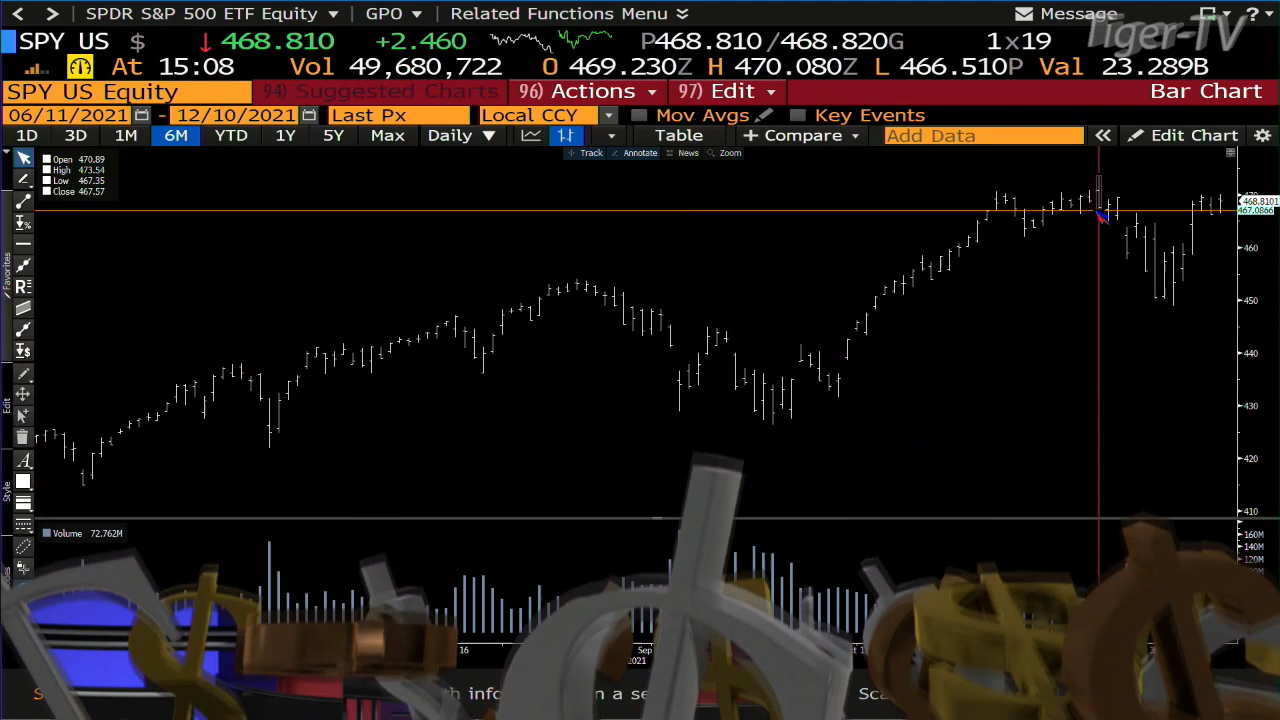 SPDR S&P 500 ETF Equity GPO Related Functions Menu Message ?
Tiger-TV
SPY US $ 468.810 +2.460 P468.810/468.820G 1x19
At 15:08 Vol 49,680,722 O 469.230Z H 470.080Z L 466.510P Val 23.289B
SPY US Equity 94) Suggested Charts 96) Actions 97) Edit Bar Chart
06/11/2021 - 12/10/2021 Last Px Local CCY Mov Avgs Key Events
1D 3D 1M 6M YTD 1Y 5Y Max Daily Table + Compare Add Data Edit Chart
Track Annotate News Zoom
Open 470.89
High 473.54
Low 467.35
Close 467.57
470
468.8101
467.0866
460
450
440
430
420
410
Favorites
Edit
Style
Volume 72.762M
160M
140M
16 Sep
2021